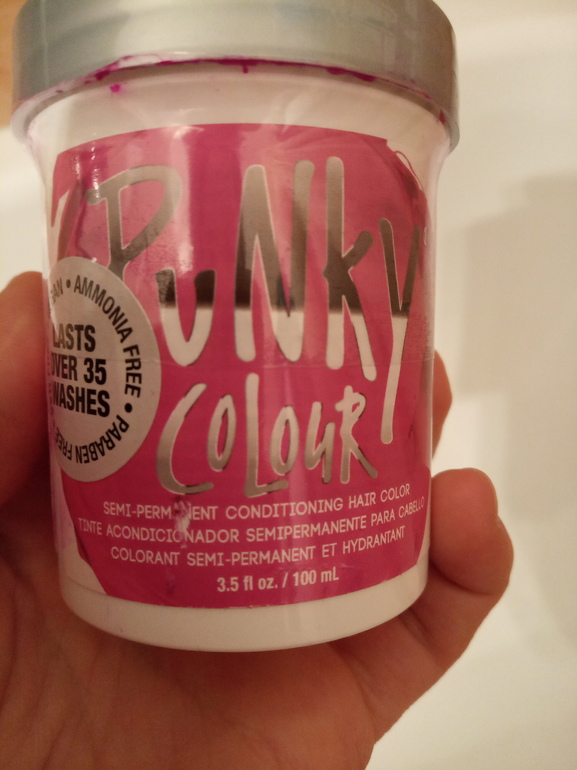 PUNKY
COLOUR
• AMMONIA FREE • PARABEN FREE
LASTS
OVER 35
WASHES
SEMI-PERMANENT CONDITIONING HAIR COLOR
TINTE ACONDICIONADOR SEMIPERMANENTE PARA CABELLO
COLORANT SEMI-PERMANENT ET HYDRATANT
3.5 fl oz. / 100 mL